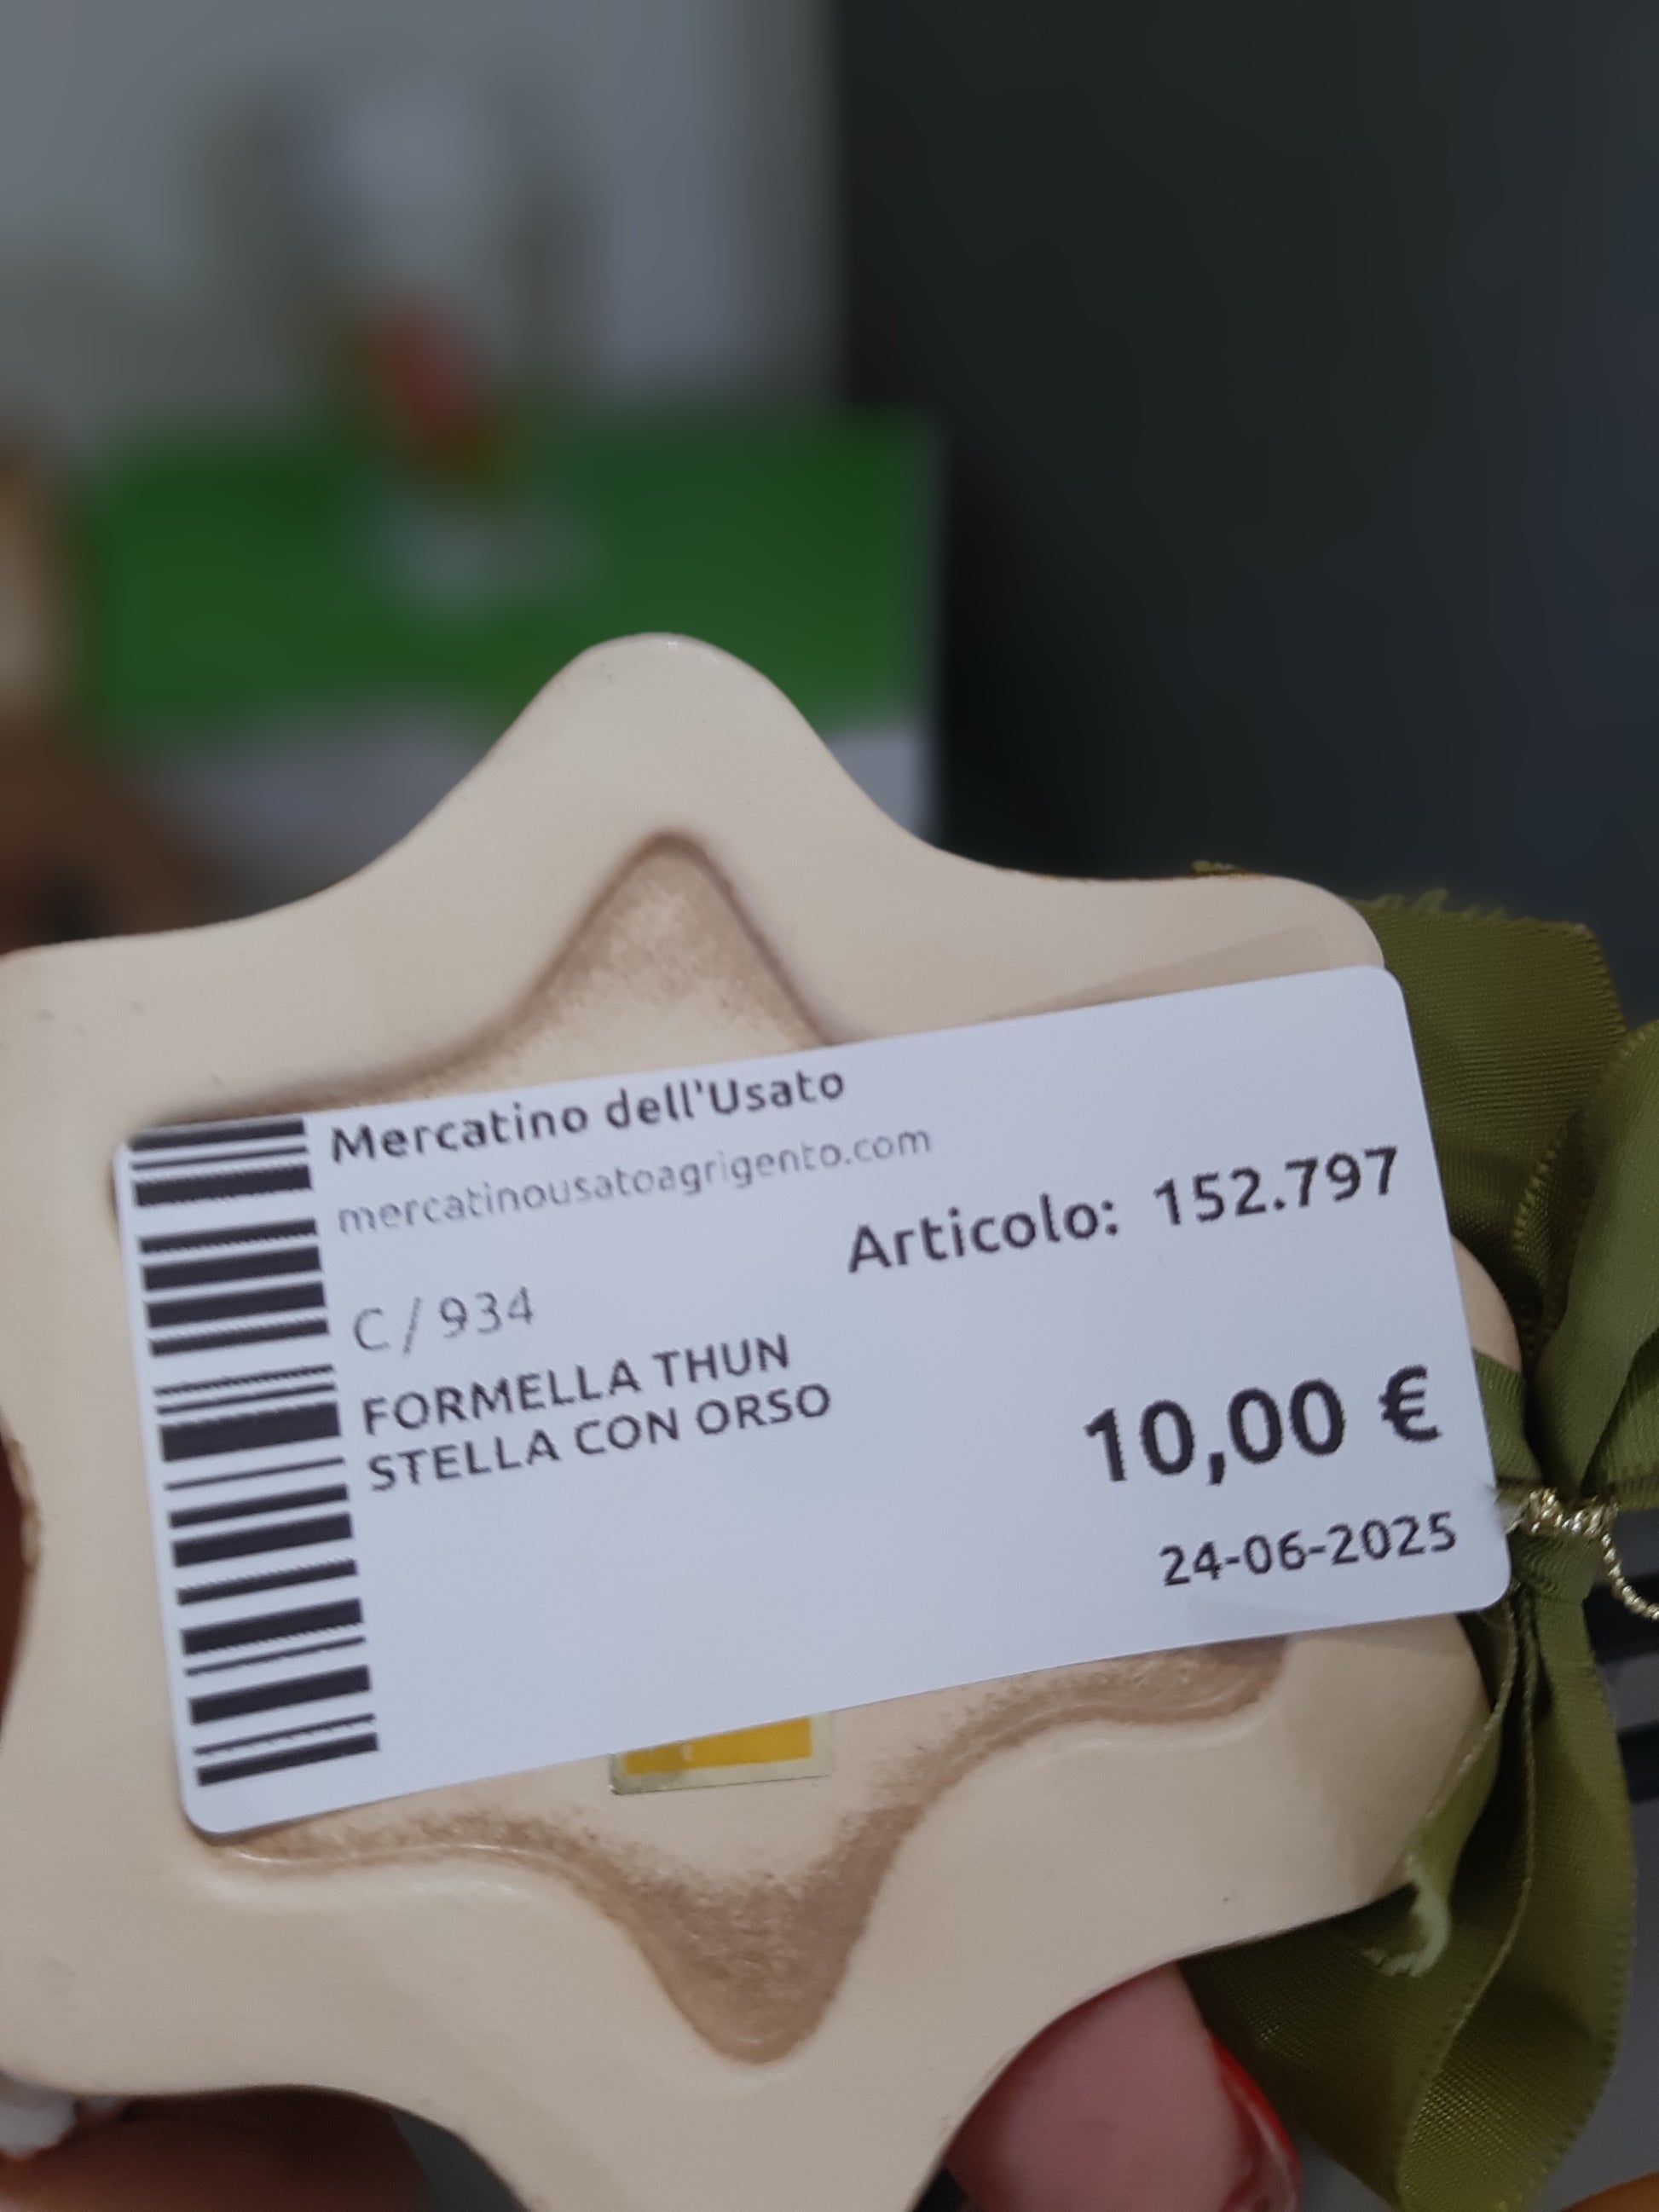 Mercatino dell'Usato
mercatinousatoagrigento.com
Articolo: 152.797
C / 934
FORMELLA THUN
STELLA CON ORSO
10,00 €
24-06-2025